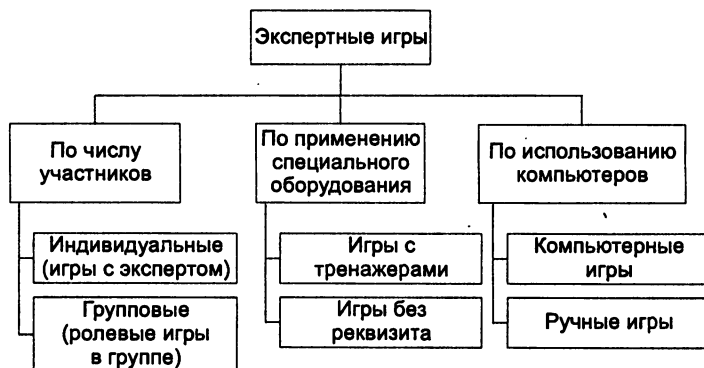 Экспертные игры
По числу
участников
По применению
специального
оборудования
По использованию
компьютеров
Индивидуальные
(игры с экспертом)
Групповые
(ролевые игры
в группе)
Игры с
тренажерами
Игры без
реквизита
Компьютерные
игры
Ручные игры